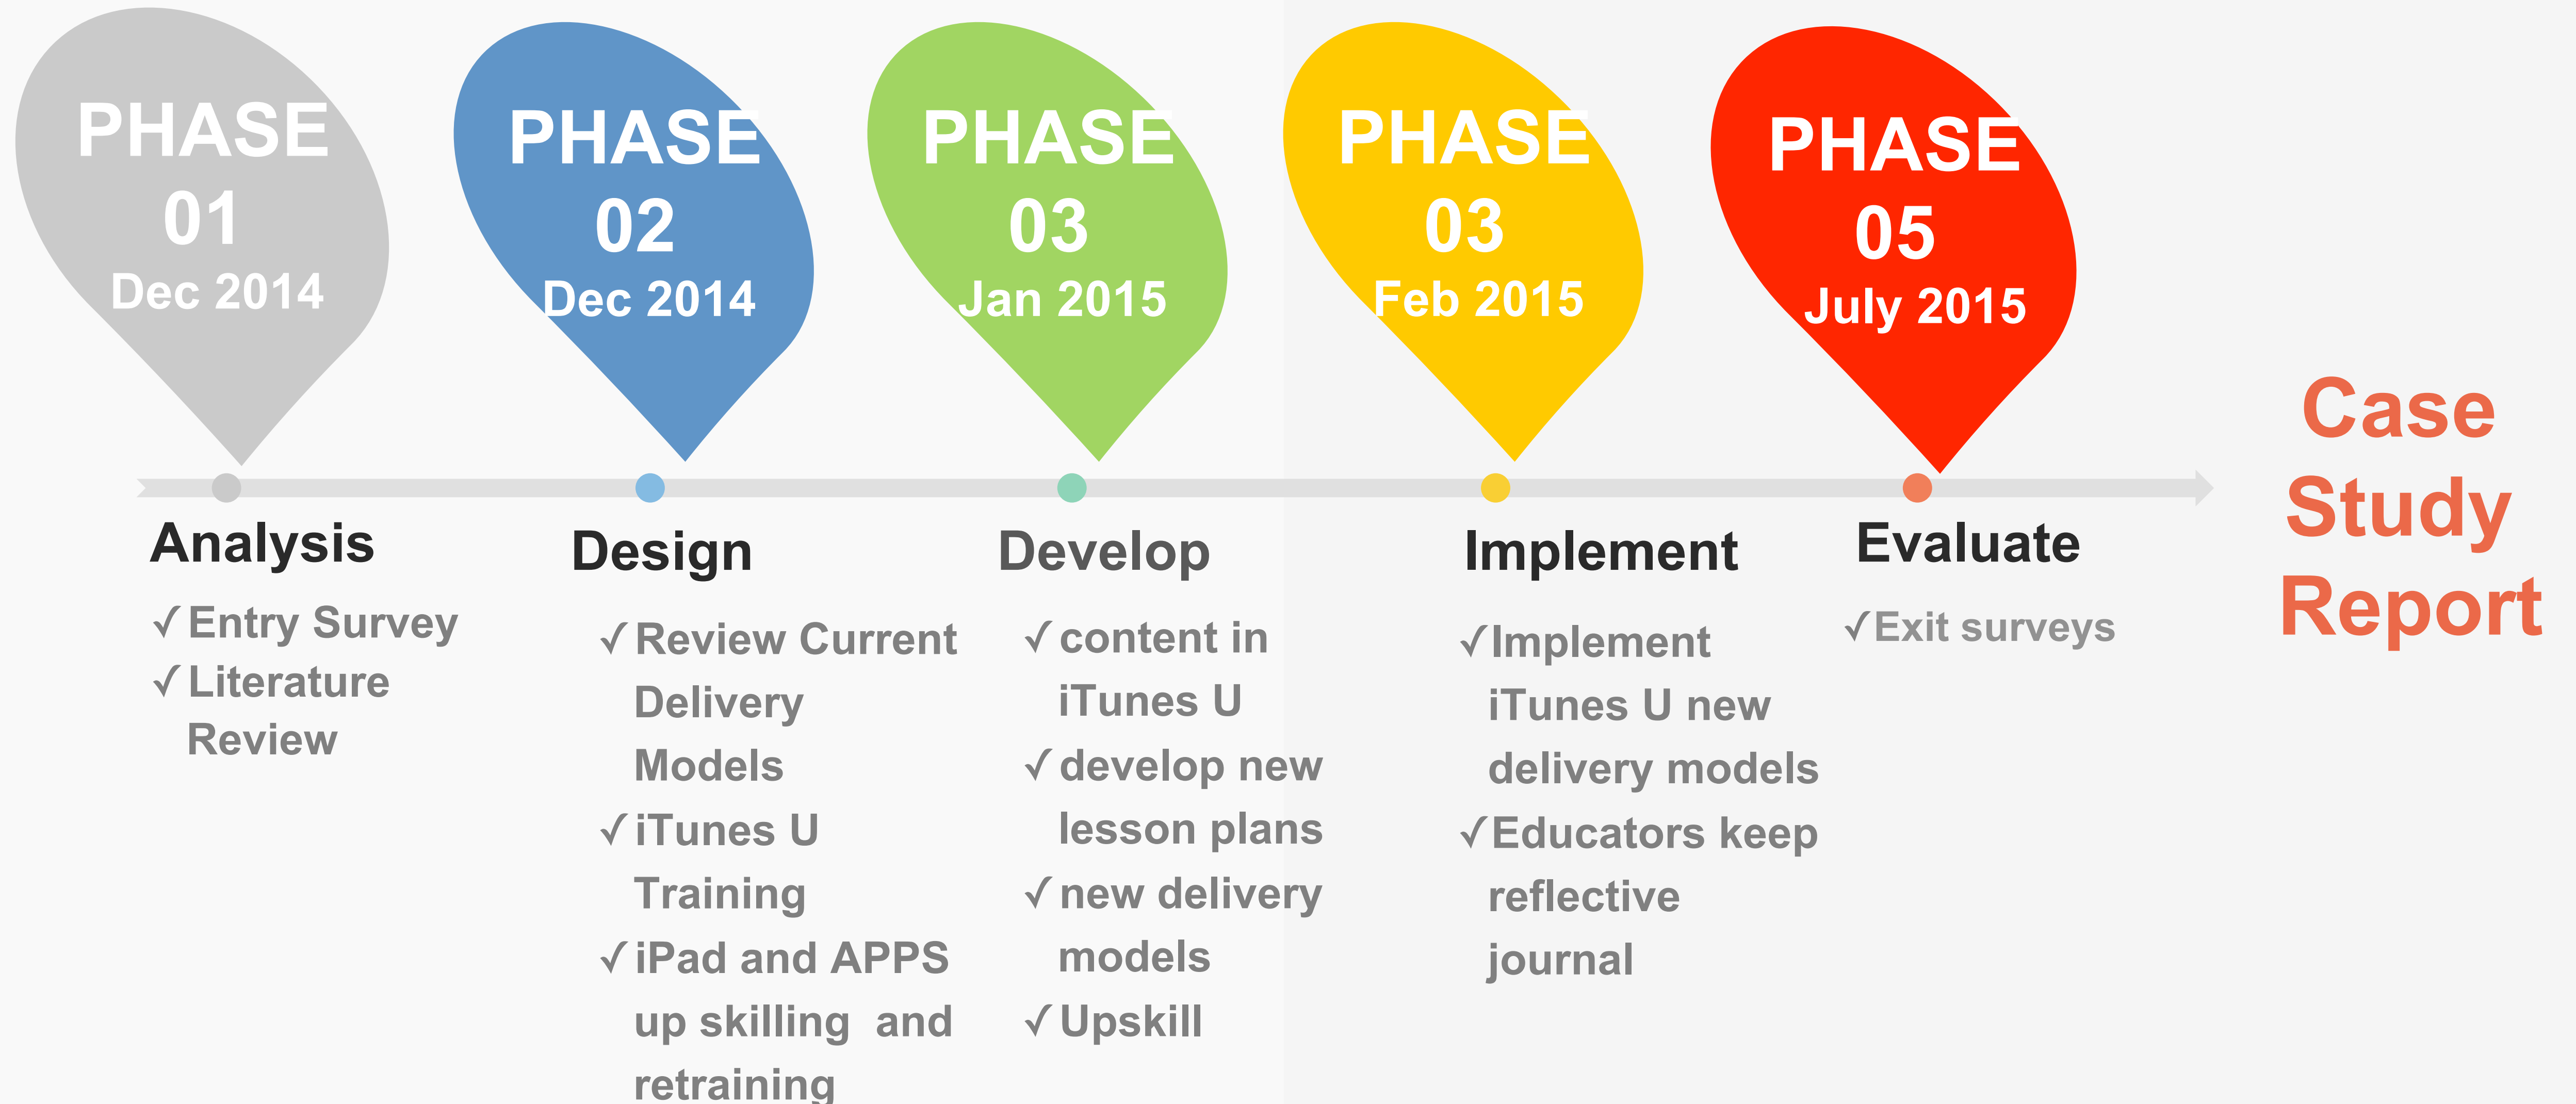 PHASE
01
Dec 2014
PHASE
02
Dec 2014
PHASE
03
Jan 2015
PHASE
03
Feb 2015
PHASE
05
July 2015
Analysis
✓Entry Survey
✓Literature
Review
Design
✓Review Current
Delivery
Models
✓iTunes U
Training
✓iPad and APPS
up skilling  and
retraining
Develop
✓content in
iTunes U
✓develop new
lesson plans
✓new delivery
models
✓Upskill
Implement
✓Implement
iTunes U new
delivery models
✓Educators keep
reflective
journal
Evaluate
✓Exit surveys
Case
Study
Report